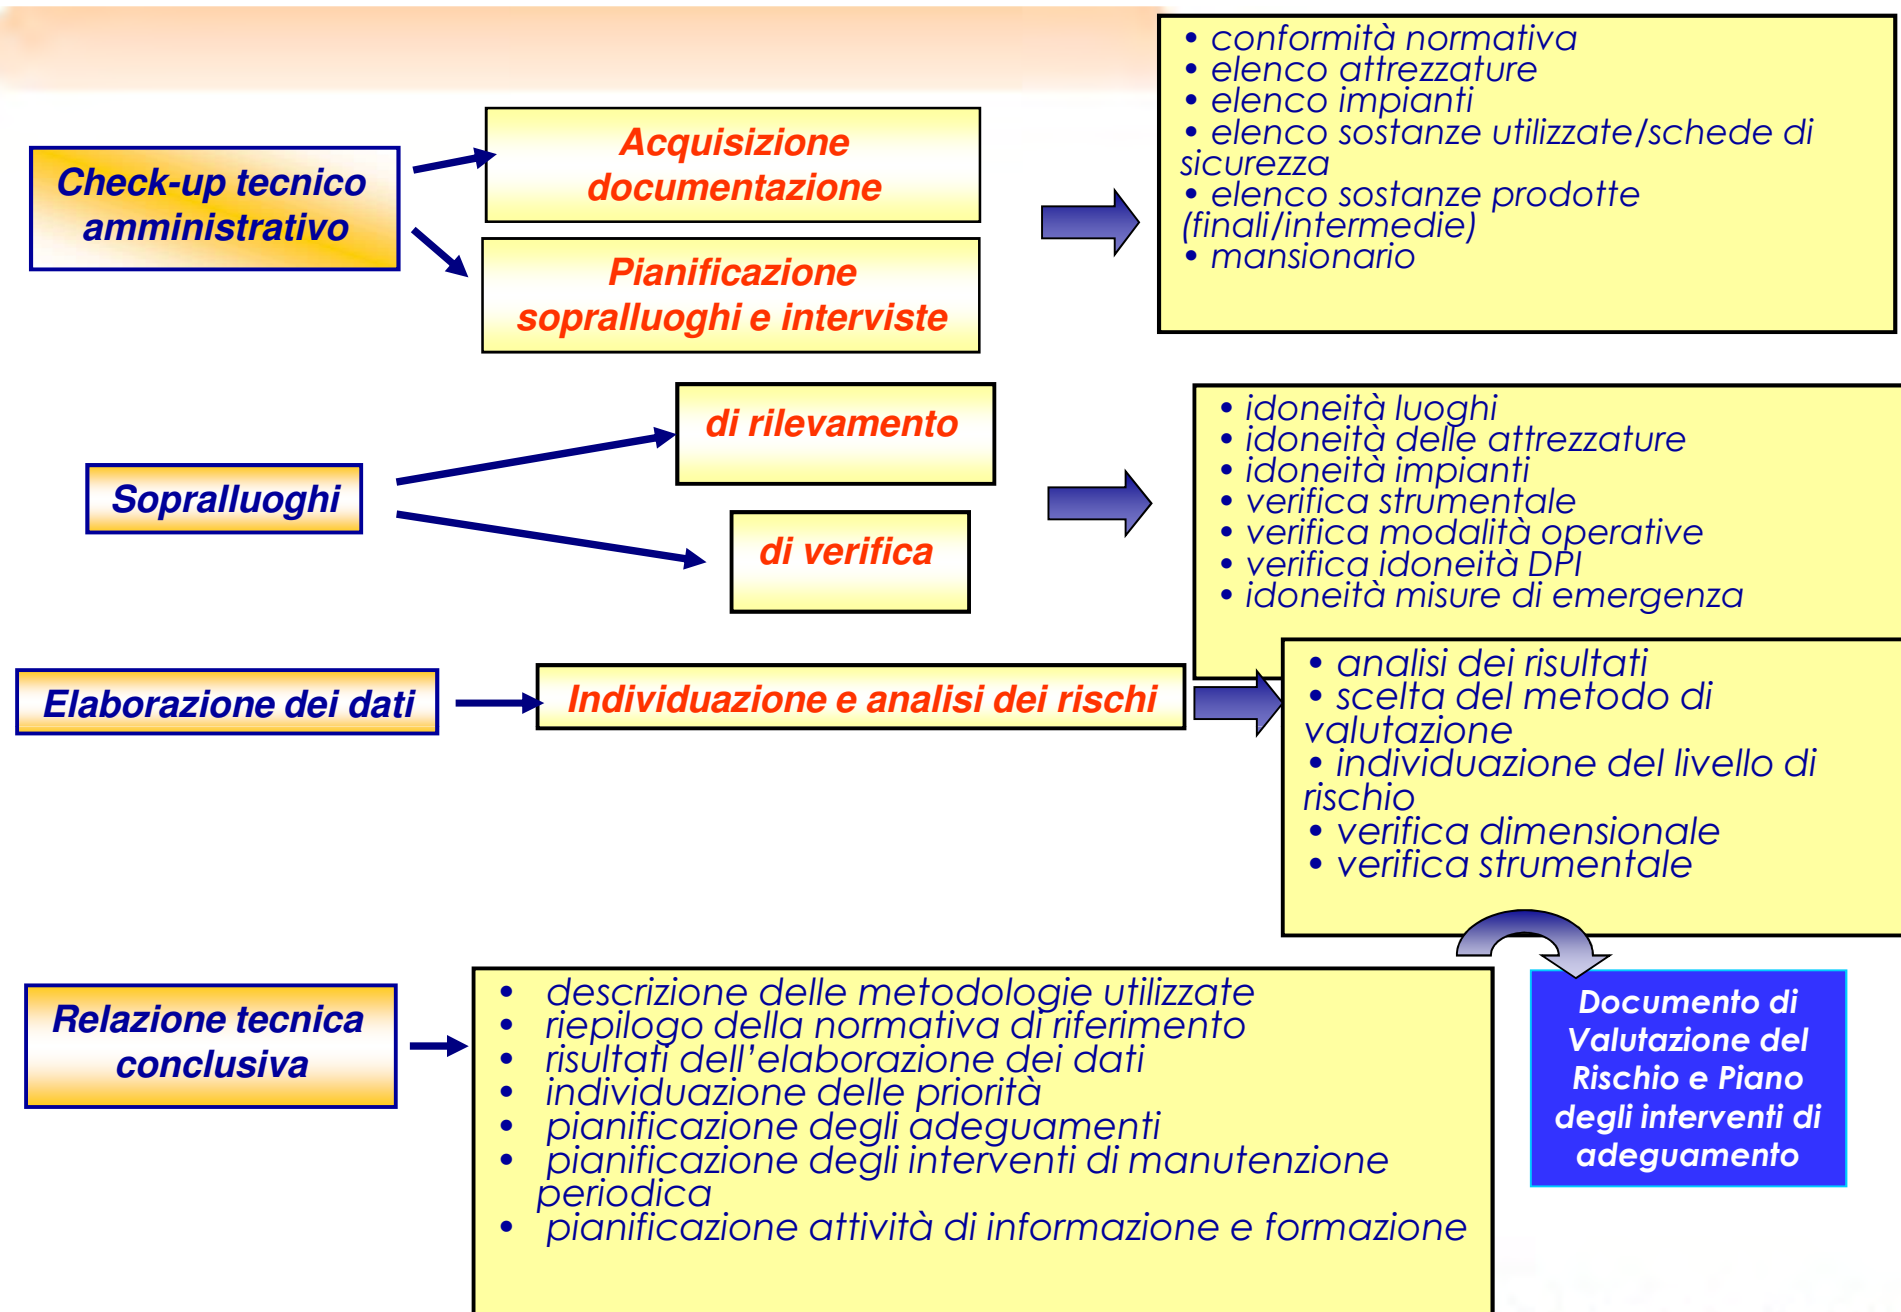 Check-up tecnico
amministrativo
Acquisizione
documentazione
Pianificazione
sopralluoghi e interviste
• conformità normativa
• elenco attrezzature
• elenco impianti
• elenco sostanze utilizzate/schede di
sicurezza
• elenco sostanze prodotte
(finali/intermedie)
• mansionario
Sopralluoghi
di rilevamento
di verifica
• idoneità luoghi
• idoneità delle attrezzature
• idoneità impianti
• verifica strumentale
• verifica modalità operative
• verifica idoneità DPI
• idoneità misure di emergenza
Elaborazione dei dati
Individuazione e analisi dei rischi
• analisi dei risultati
• scelta del metodo di
valutazione
• individuazione del livello di
rischio
• verifica dimensionale
• verifica strumentale
Relazione tecnica
conclusiva
• descrizione delle metodologie utilizzate
• riepilogo della normativa di riferimento
• risultati dell’elaborazione dei dati
• individuazione delle priorità
• pianificazione degli adeguamenti
• pianificazione degli interventi di manutenzione
periodica
• pianificazione attività di informazione e formazione
Documento di
Valutazione del
Rischio e Piano
degli interventi di
adeguamento